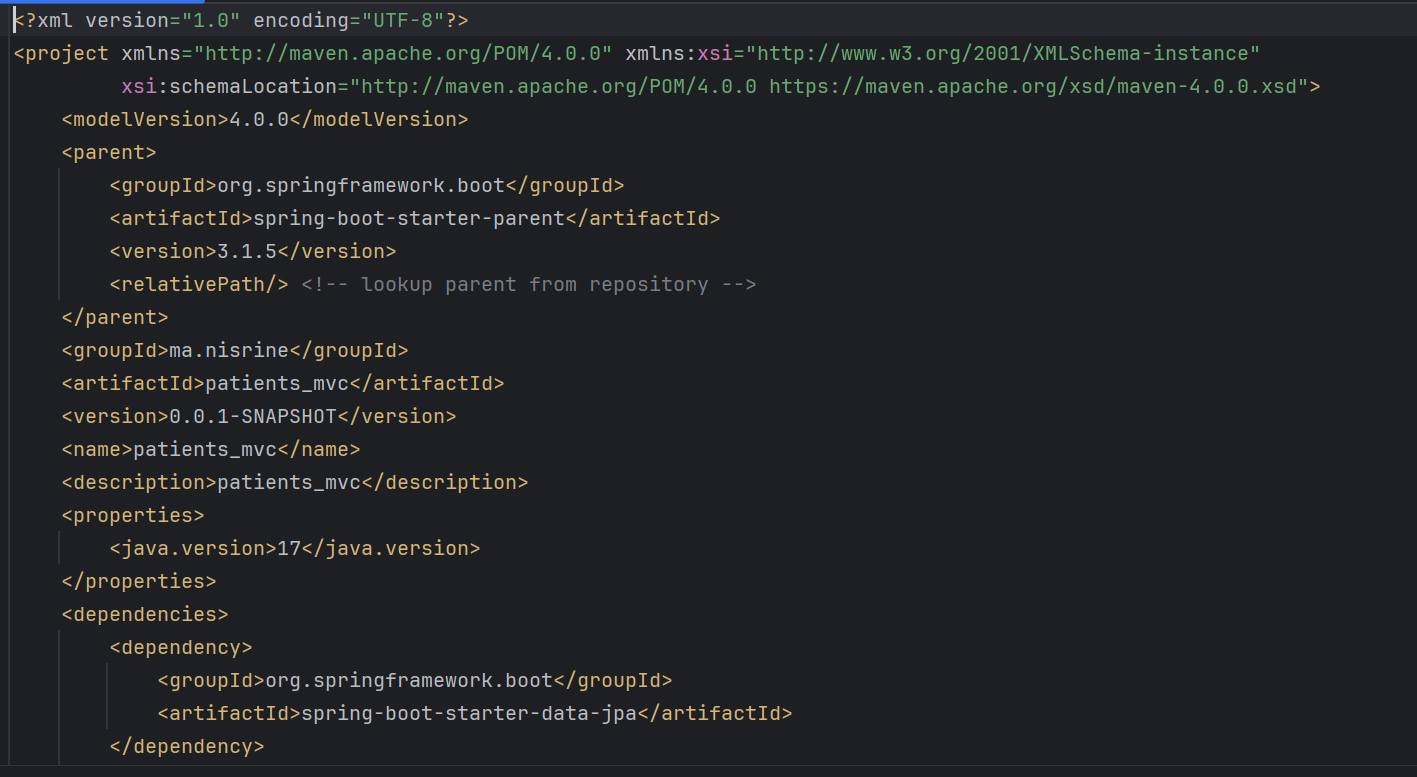 <?xml version="1.0" encoding="UTF-8"?>
<project xmlns="http://maven.apache.org/POM/4.0.0" xmlns:xsi="http://www.w3.org/2001/XMLSchema-instance"
         xsi:schemaLocation="http://maven.apache.org/POM/4.0.0 https://maven.apache.org/xsd/maven-4.0.0.xsd">
    <modelVersion>4.0.0</modelVersion>
    <parent>
        <groupId>org.springframework.boot</groupId>
        <artifactId>spring-boot-starter-parent</artifactId>
        <version>3.1.5</version>
        <relativePath/> <!-- lookup parent from repository -->
    </parent>
    <groupId>ma.nisrine</groupId>
    <artifactId>patients_mvc</artifactId>
    <version>0.0.1-SNAPSHOT</version>
    <name>patients_mvc</name>
    <description>patients_mvc</description>
    <properties>
        <java.version>17</java.version>
    </properties>
    <dependencies>
        <dependency>
            <groupId>org.springframework.boot</groupId>
            <artifactId>spring-boot-starter-data-jpa</artifactId>
        </dependency>